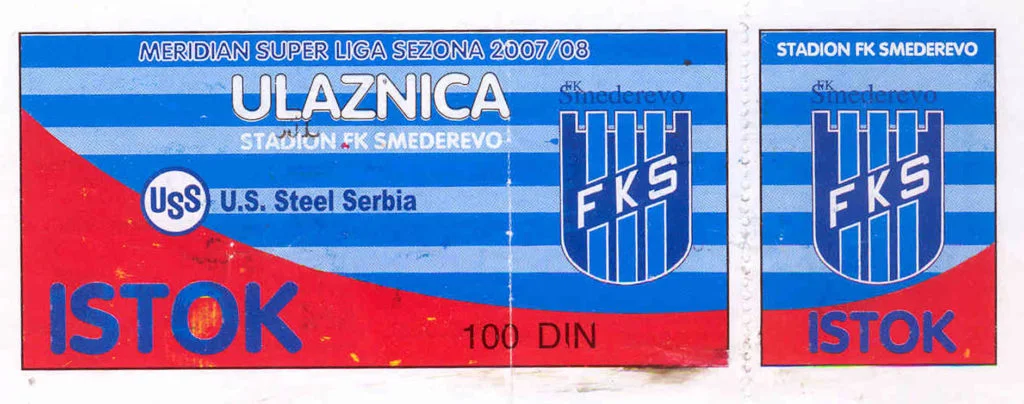 MERIDIAN SUPER LIGA SEZONA 2007/08
ULAZNICA
STADION FK SMEDEREVO
USS U.S. Steel Serbia
FK
Smederevo
FKS
ISTOK
100 DIN
STADION FK SMEDEREVO
FK
Smederevo
FKS
ISTOK